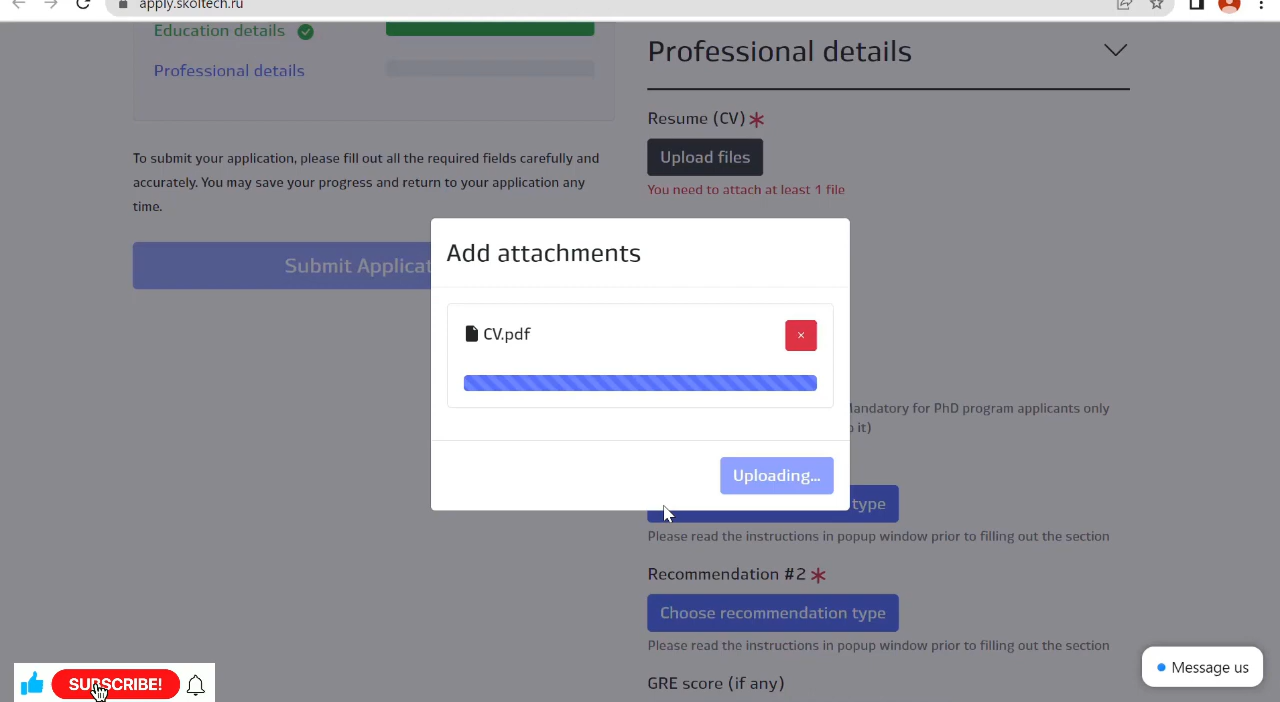 apply.skoltech.ru
Education details
Professional details
To submit your application, please fill out all the required fields carefully and
accurately. You may save your progress and return to your application any
time.
Submit Applicat
Professional details
Resume (CV)*
Upload files
You need to attach at least 1 file
Add attachments
CV.pdf
×
Uploading...
Mandatory for PhD program applicants only
it)
type
Please read the instructions in popup window prior to filling out the section
Recommendation #2 *
Choose recommendation type
Please read the instructions in popup window prior to filling out the section
GRE score (if any)
Message us
SUBSCRIBE!